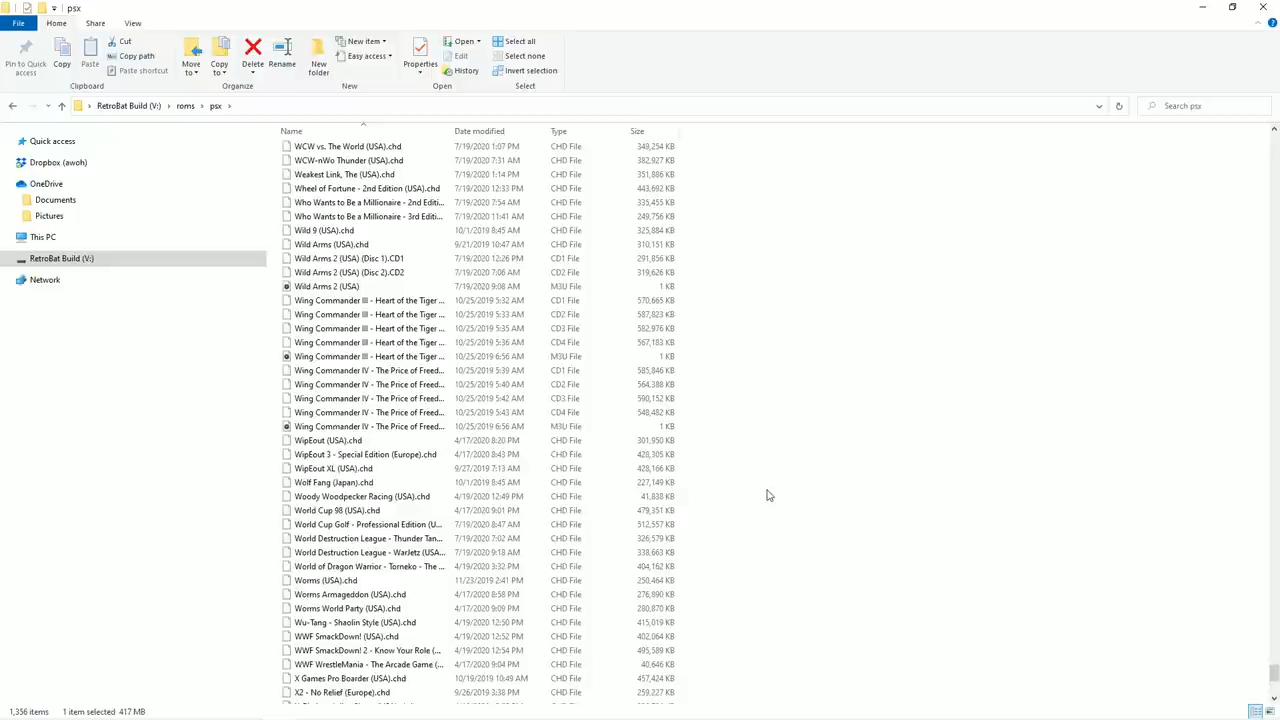 psx
File Home Share View
Pin to Quick access
Copy
Paste
Cut
Copy path
Paste shortcut
Clipboard
Move to
Copy to
Delete
Rename
Organize
New folder
New item
Easy access
New
Properties
Open
Edit
History
Open
Select all
Select none
Invert selection
Select
RetroBat Build (V:) > roms > psx >
Search psx
Quick access
Dropbox (awoh)
OneDrive
Documents
Pictures
This PC
RetroBat Build (V:)
Network
Name Date modified Type Size
WCW vs. The World (USA).chd 7/19/2020 1:07 PM CHD File 349,254 KB
WCW-nWo Thunder (USA).chd 7/19/2020 7:31 AM CHD File 382,927 KB
Weakest Link, The (USA).chd 7/19/2020 1:14 PM CHD File 351,886 KB
Wheel of Fortune - 2nd Edition (USA).chd 7/19/2020 12:33 PM CHD File 443,692 KB
Who Wants to Be a Millionaire - 2nd Editi... 7/19/2020 7:54 AM CHD File 335,455 KB
Who Wants to Be a Millionaire - 3rd Editi... 7/19/2020 11:41 AM CHD File 249,756 KB
Wild 9 (USA).chd 10/1/2019 8:45 AM CHD File 325,884 KB
Wild Arms (USA).chd 9/21/2019 10:47 AM CHD File 310,151 KB
Wild Arms 2 (USA) (Disc 1).CD1 7/19/2020 12:26 PM CD1 File 291,856 KB
Wild Arms 2 (USA) (Disc 2).CD2 7/19/2020 7:06 AM CD2 File 319,626 KB
Wild Arms 2 (USA) 7/19/2020 9:08 AM M3U File 1 KB
Wing Commander III - Heart of the Tiger ... 10/25/2019 5:32 AM CD1 File 570,665 KB
Wing Commander III - Heart of the Tiger ... 10/25/2019 5:33 AM CD2 File 587,823 KB
Wing Commander III - Heart of the Tiger ... 10/25/2019 5:35 AM CD3 File 582,976 KB
Wing Commander III - Heart of the Tiger ... 10/25/2019 5:36 AM CD4 File 567,183 KB
Wing Commander III - Heart of the Tiger ... 10/25/2019 6:56 AM M3U File 1 KB
Wing Commander IV - The Price of Freed... 10/25/2019 5:39 AM CD1 File 585,846 KB
Wing Commander IV - The Price of Freed... 10/25/2019 5:40 AM CD2 File 564,388 KB
Wing Commander IV - The Price of Freed... 10/25/2019 5:42 AM CD3 File 590,152 KB
Wing Commander IV - The Price of Freed... 10/25/2019 5:43 AM CD4 File 548,482 KB
Wing Commander IV - The Price of Freed... 10/25/2019 6:56 AM M3U File 1 KB
WipEout (USA).chd 4/17/2020 8:20 PM CHD File 301,950 KB
WipEout 3 - Special Edition (Europe).chd 4/17/2020 8:43 PM CHD File 428,305 KB
WipEout XL (USA).chd 9/27/2019 7:13 AM CHD File 428,166 KB
Wolf Fang (Japan).chd 10/1/2019 8:45 AM CHD File 227,149 KB
Woody Woodpecker Racing (USA).chd 4/19/2020 12:49 PM CHD File 41,838 KB
World Cup 98 (USA).chd 4/17/2020 9:01 PM CHD File 479,351 KB
World Cup Golf - Professional Edition (U... 7/19/2020 8:47 AM CHD File 512,557 KB
World Destruction League - Thunder Tan... 7/19/2020 7:02 AM CHD File 326,579 KB
World Destruction League - WarJetz (USA... 7/19/2020 9:18 AM CHD File 338,663 KB
World of Dragon Warrior - Torneko - The ... 4/19/2020 3:32 PM CHD File 404,162 KB
Worms (USA).chd 11/23/2019 2:41 PM CHD File 250,464 KB
Worms Armageddon (USA).chd 4/17/2020 8:58 PM CHD File 276,890 KB
Worms World Party (USA).chd 4/17/2020 9:09 PM CHD File 280,870 KB
Wu-Tang - Shaolin Style (USA).chd 4/19/2020 12:50 PM CHD File 415,019 KB
WWF SmackDown! (USA).chd 4/19/2020 12:52 PM CHD File 402,064 KB
WWF SmackDown! 2 - Know Your Role (... 4/19/2020 12:54 PM CHD File 495,589 KB
WWF WrestleMania - The Arcade Game (... 4/17/2020 9:04 PM CHD File 40,646 KB
X Games Pro Boarder (USA).chd 10/19/2019 10:49 AM CHD File 457,424 KB
X2 - No Relief (Europe).chd 9/26/2019 3:38 PM CHD File 259,227 KB
1,356 items 1 item selected 417 MB